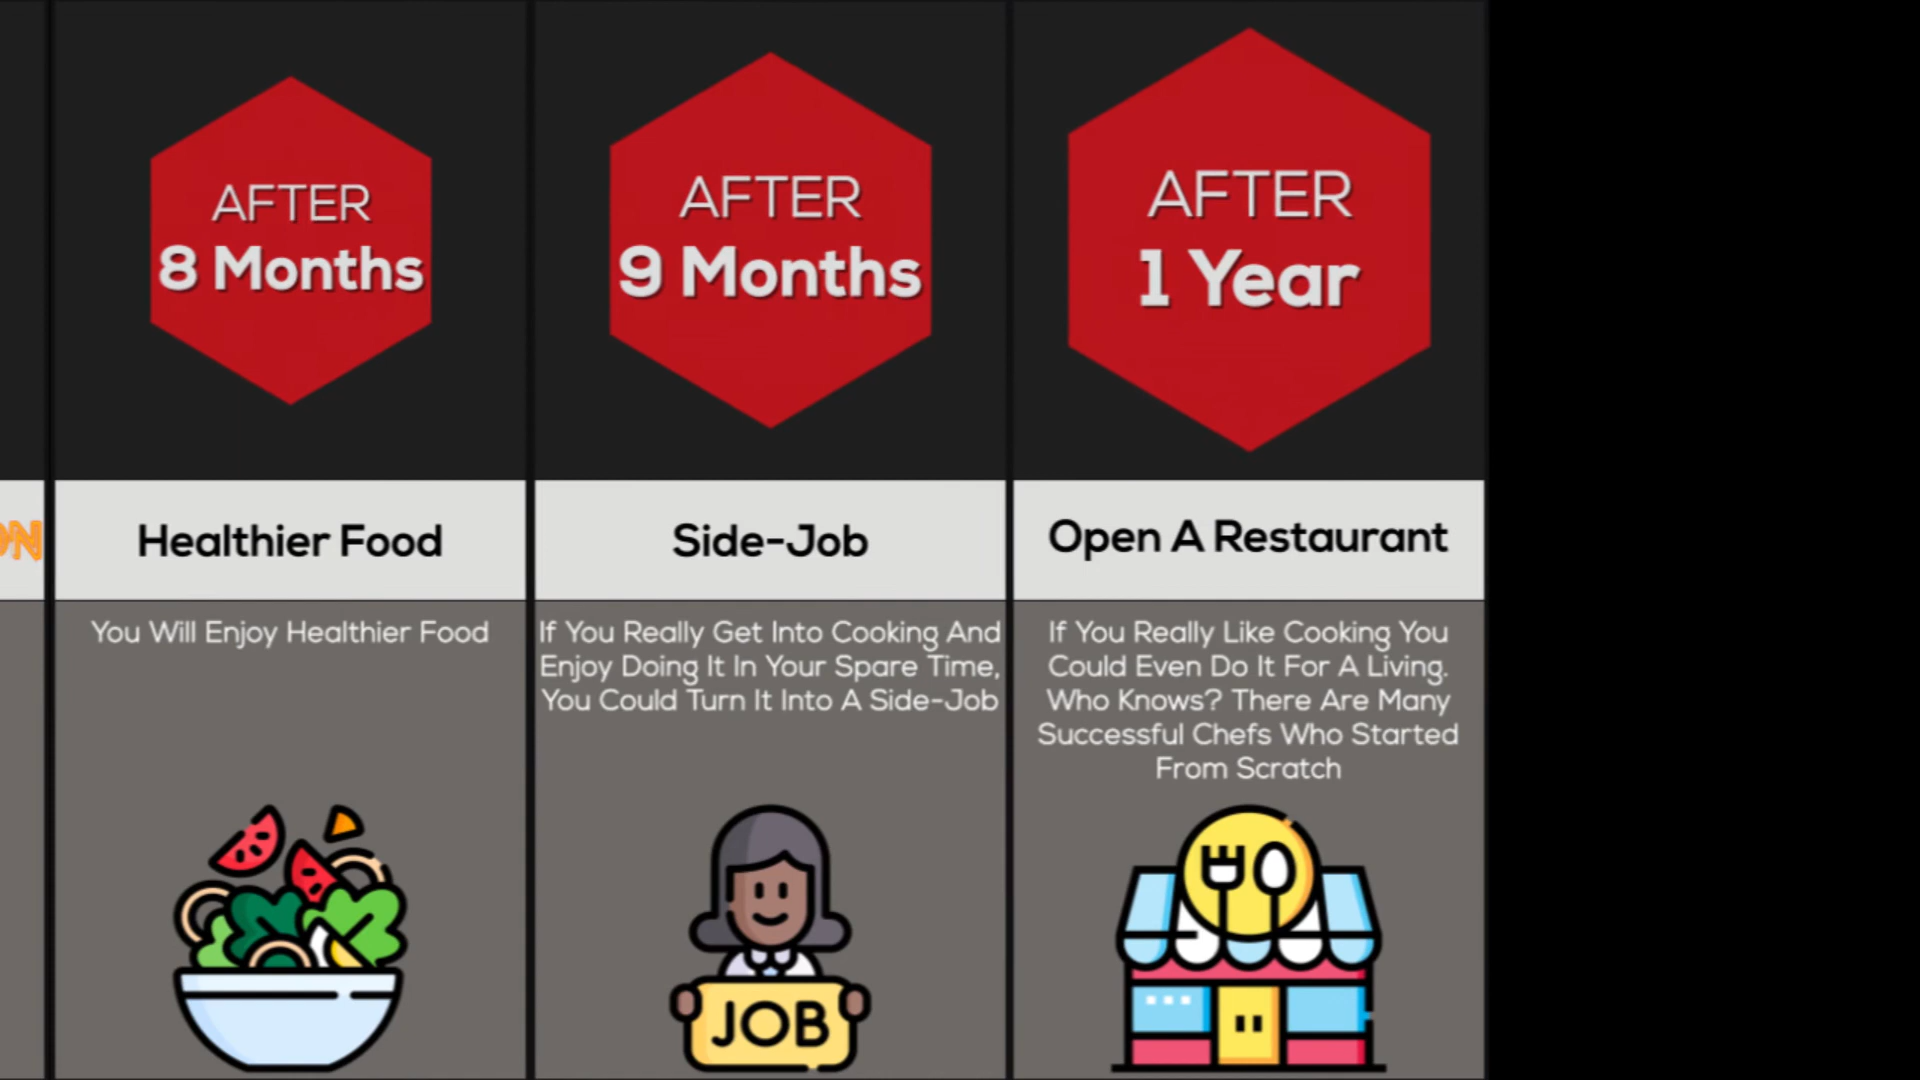 AFTER
8 Months
Healthier Food
You Will Enjoy Healthier Food
AFTER
9 Months
Side-Job
If You Really Get Into Cooking And
Enjoy Doing It In Your Spare Time,
You Could Turn It Into A Side-Job
JOB
AFTER
1 Year
Open A Restaurant
If You Really Like Cooking You
Could Even Do It For A Living.
Who Knows? There Are Many
Successful Chefs Who Started
From Scratch